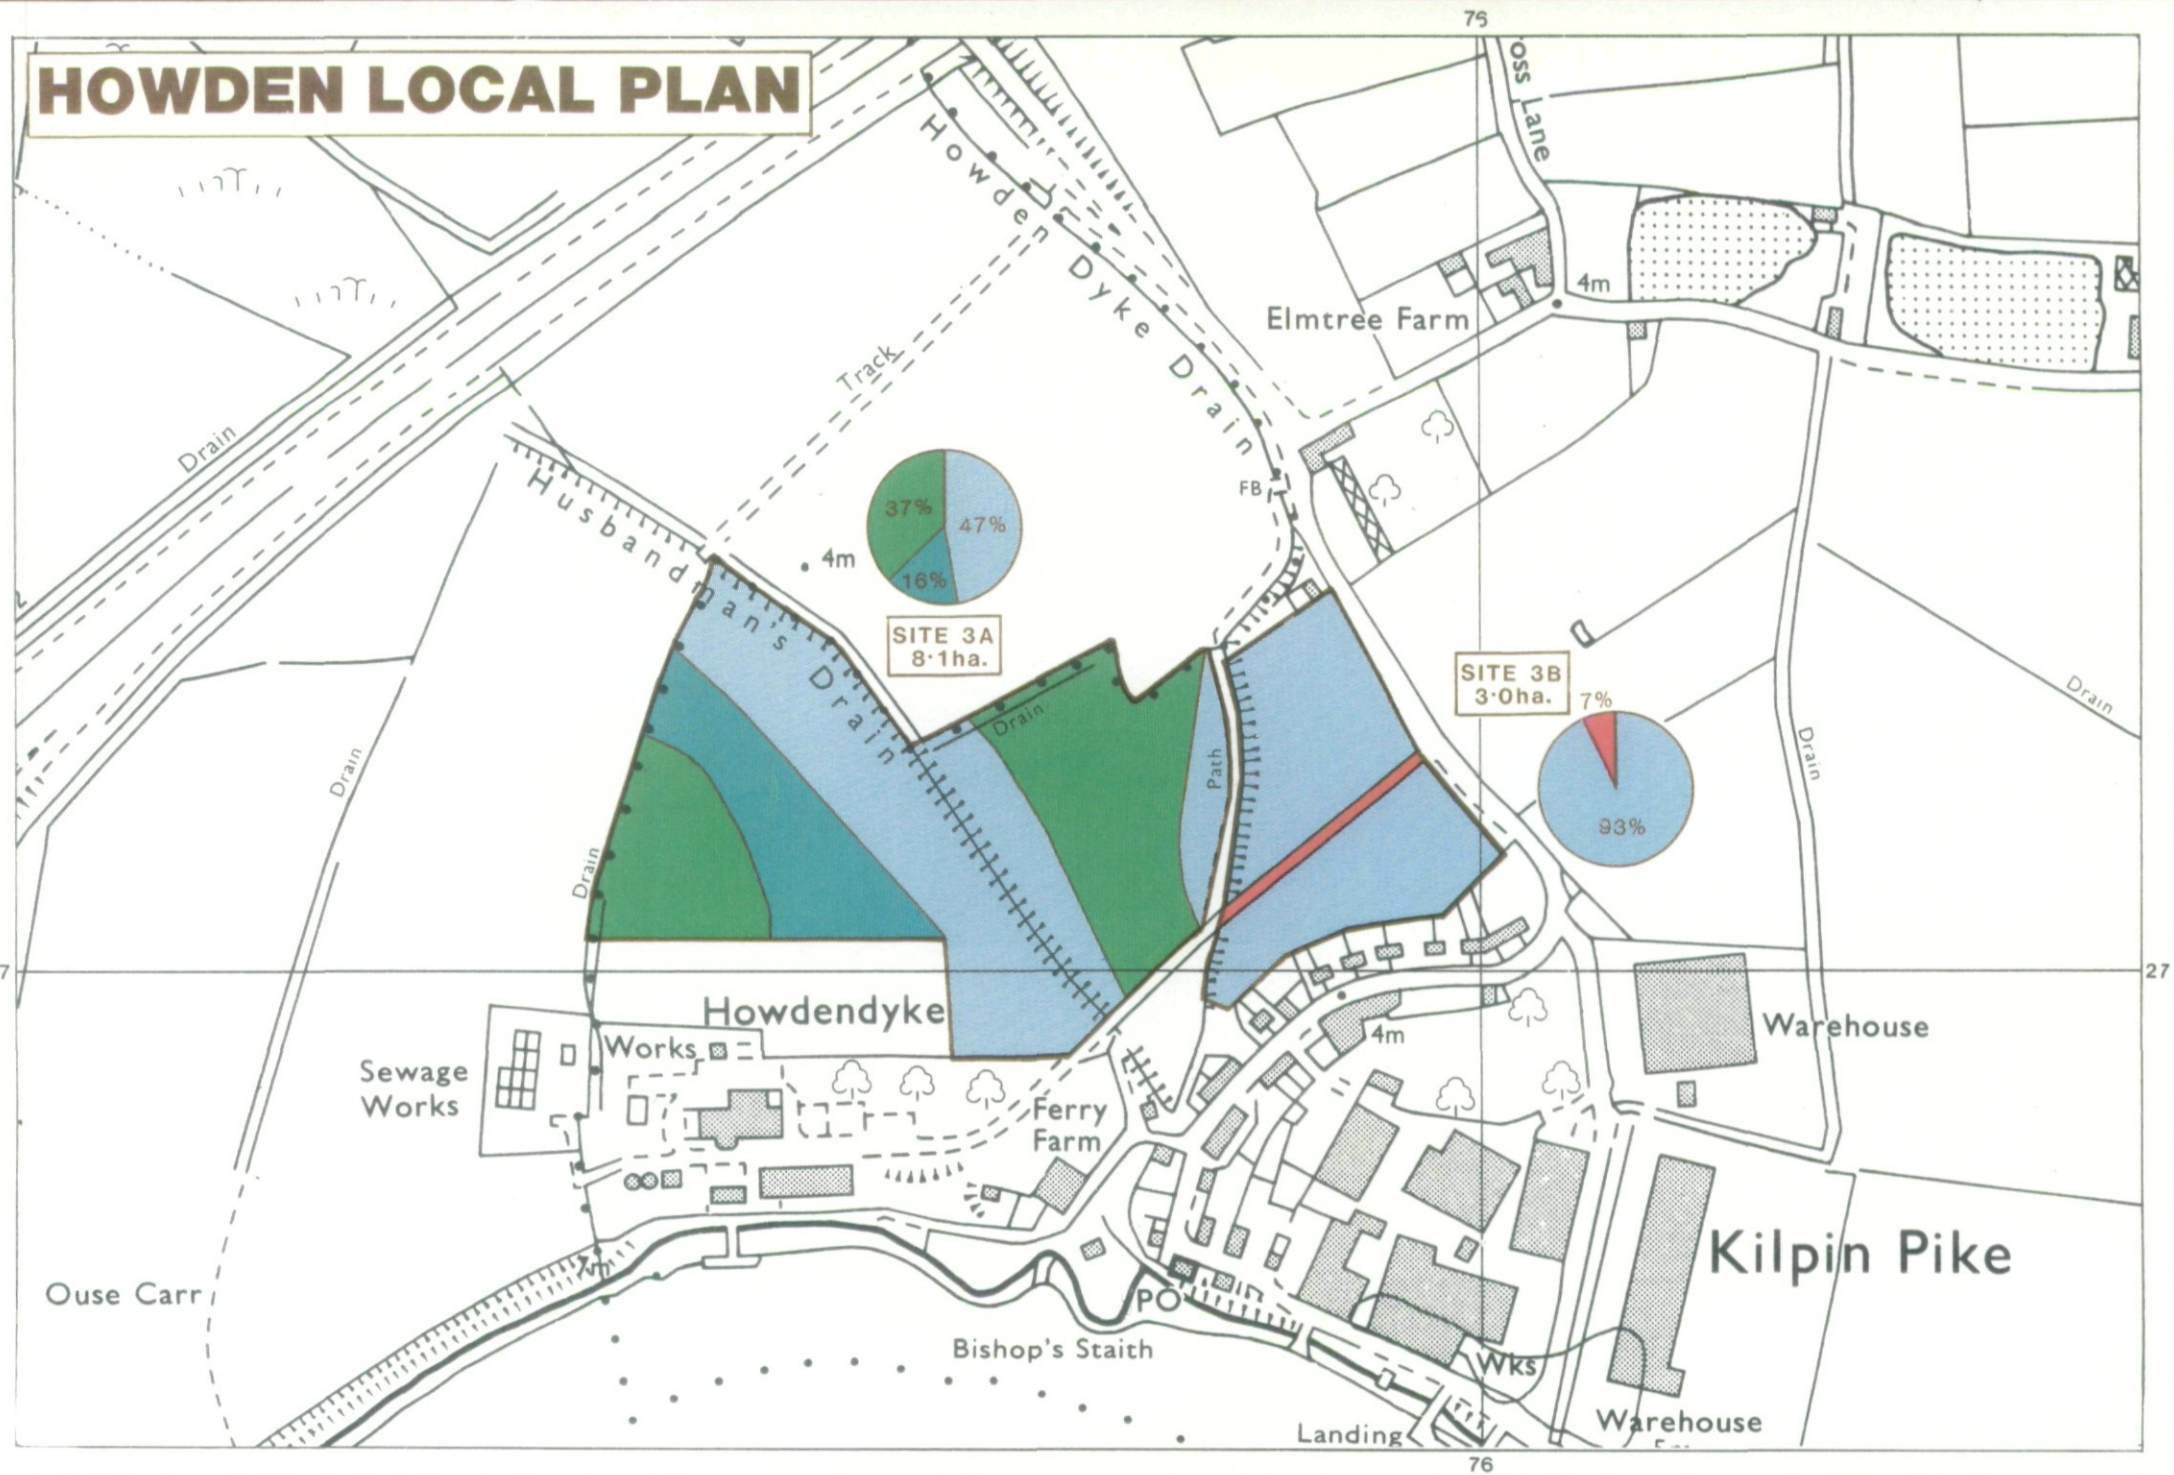 75
HOWDEN LOCAL PLAN
oss Lane
Howden Dyke Drain
4m
Elmtree Farm
Track
Drain
FB
Husbandman's Drain
37%
47%
16%
4m
SITE 3A
8·1ha.
SITE 3B
3·0ha.
7%
93%
Drain
Drain
Drain
Path
Drain
Drain
7
27
Howdendyke
Works
Sewage
Works
4m
Warehouse
Ferry
Farm
Kilpin Pike
7m
Ouse Carr
PO
Bishop's Staith
Wks
Landing
Warehouse
76